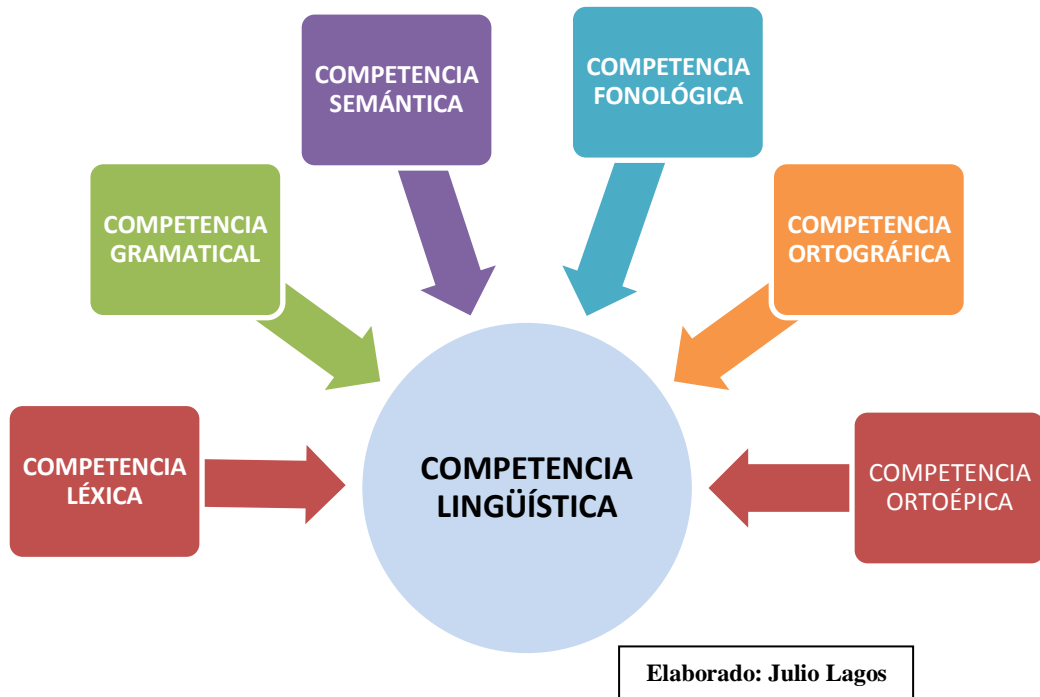 COMPETENCIA
SEMÁNTICA
COMPETENCIA
FONOLÓGICA
COMPETENCIA
GRAMATICAL
COMPETENCIA
ORTOGRÁFICA
COMPETENCIA
LÉXICA
COMPETENCIA
LINGÜÍSTICA
COMPETENCIA
ORTOÉPICA
Elaborado: Julio Lagos